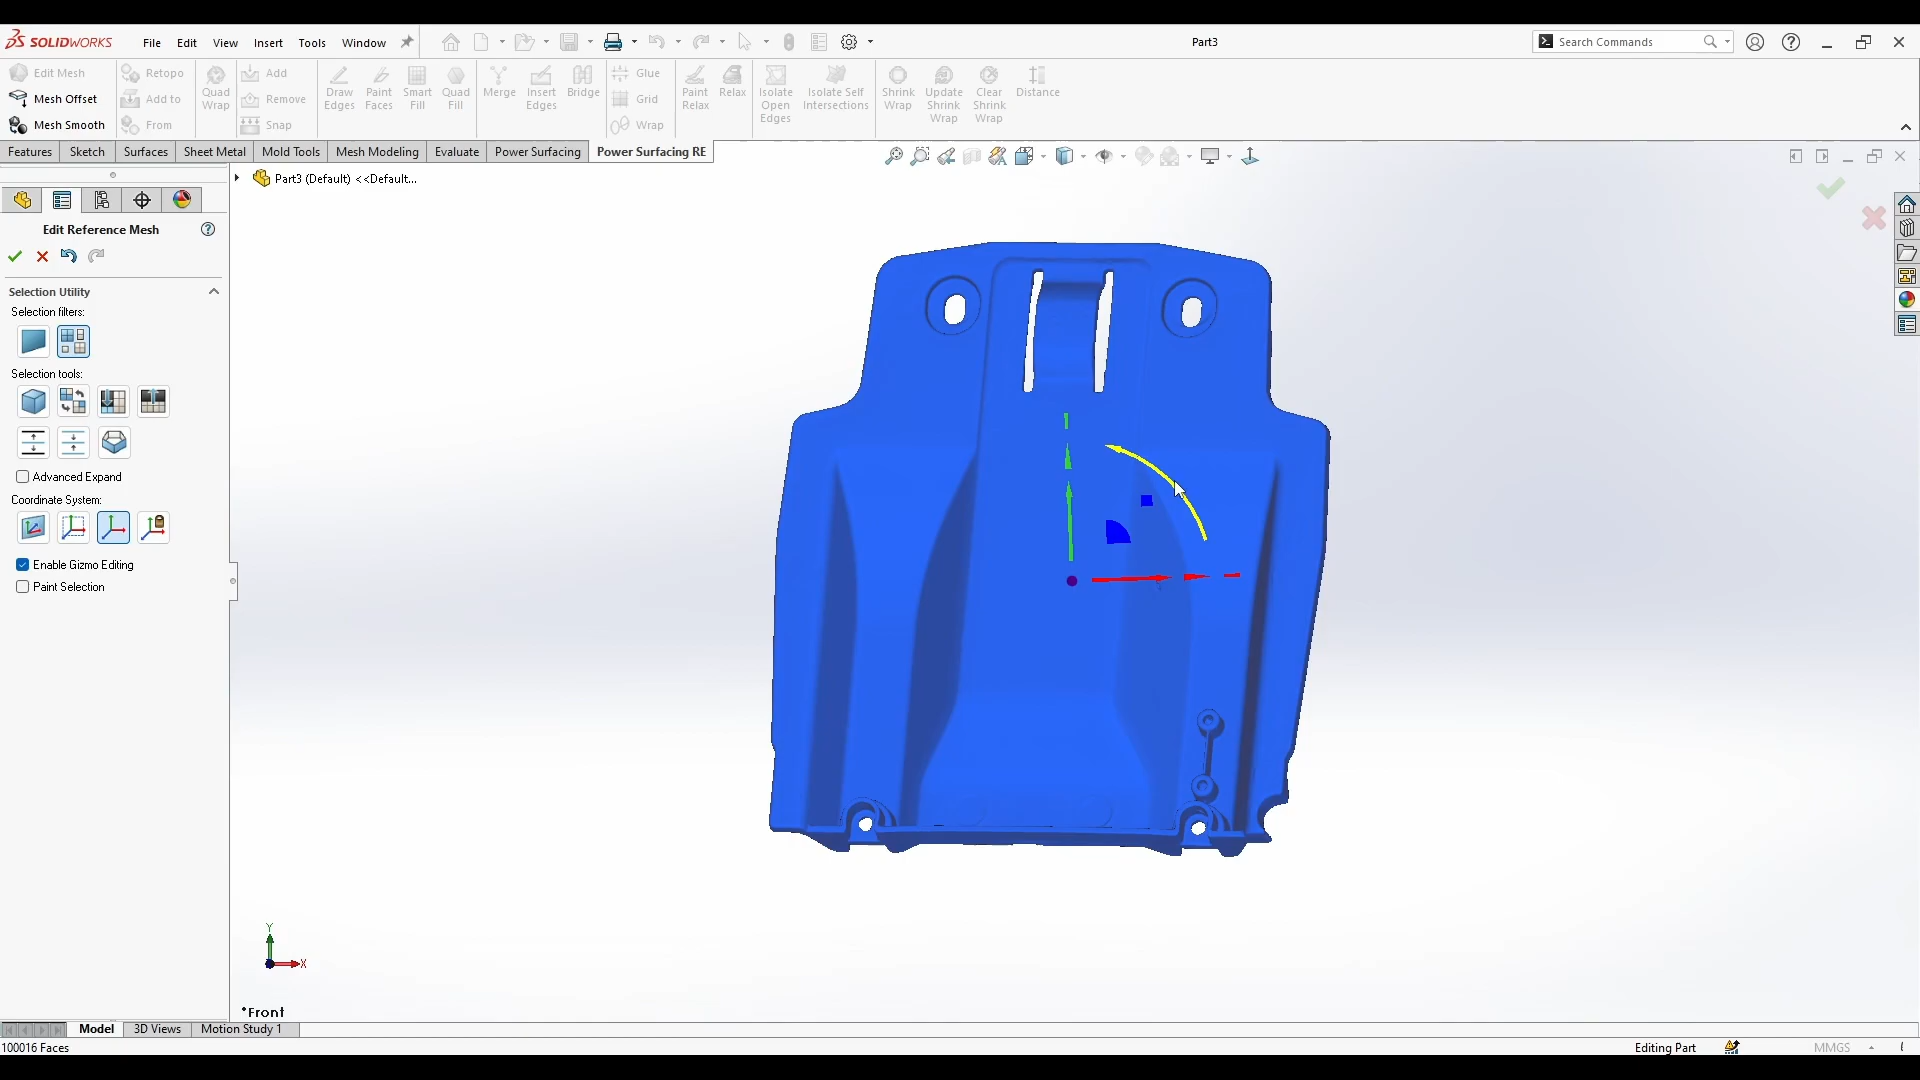 SOLIDWORKS File Edit View Insert Tools Window Part3 Search Commands
Edit Mesh Retopo Add Glue
Mesh Offset Add to Remove Grid
Mesh Smooth From Snap Wrap
Quad Wrap
Draw Edges
Paint Faces
Smart Fill
Quad Fill
Merge
Insert Edges
Bridge
Paint Relax
Relax
Isolate Open Edges
Isolate Self Intersections
Shrink Wrap
Update Shrink Wrap
Clear Shrink Wrap
Distance
Features Sketch Surfaces Sheet Metal Mold Tools Mesh Modeling Evaluate Power Surfacing Power Surfacing RE
Part3 (Default) <<Default...
Edit Reference Mesh
Selection Utility
Selection filters:
Selection tools:
Advanced Expand
Coordinate System:
Enable Gizmo Editing
Paint Selection
Y
X
*Front
Model 3D Views Motion Study 1
100016 Faces Editing Part MMGS